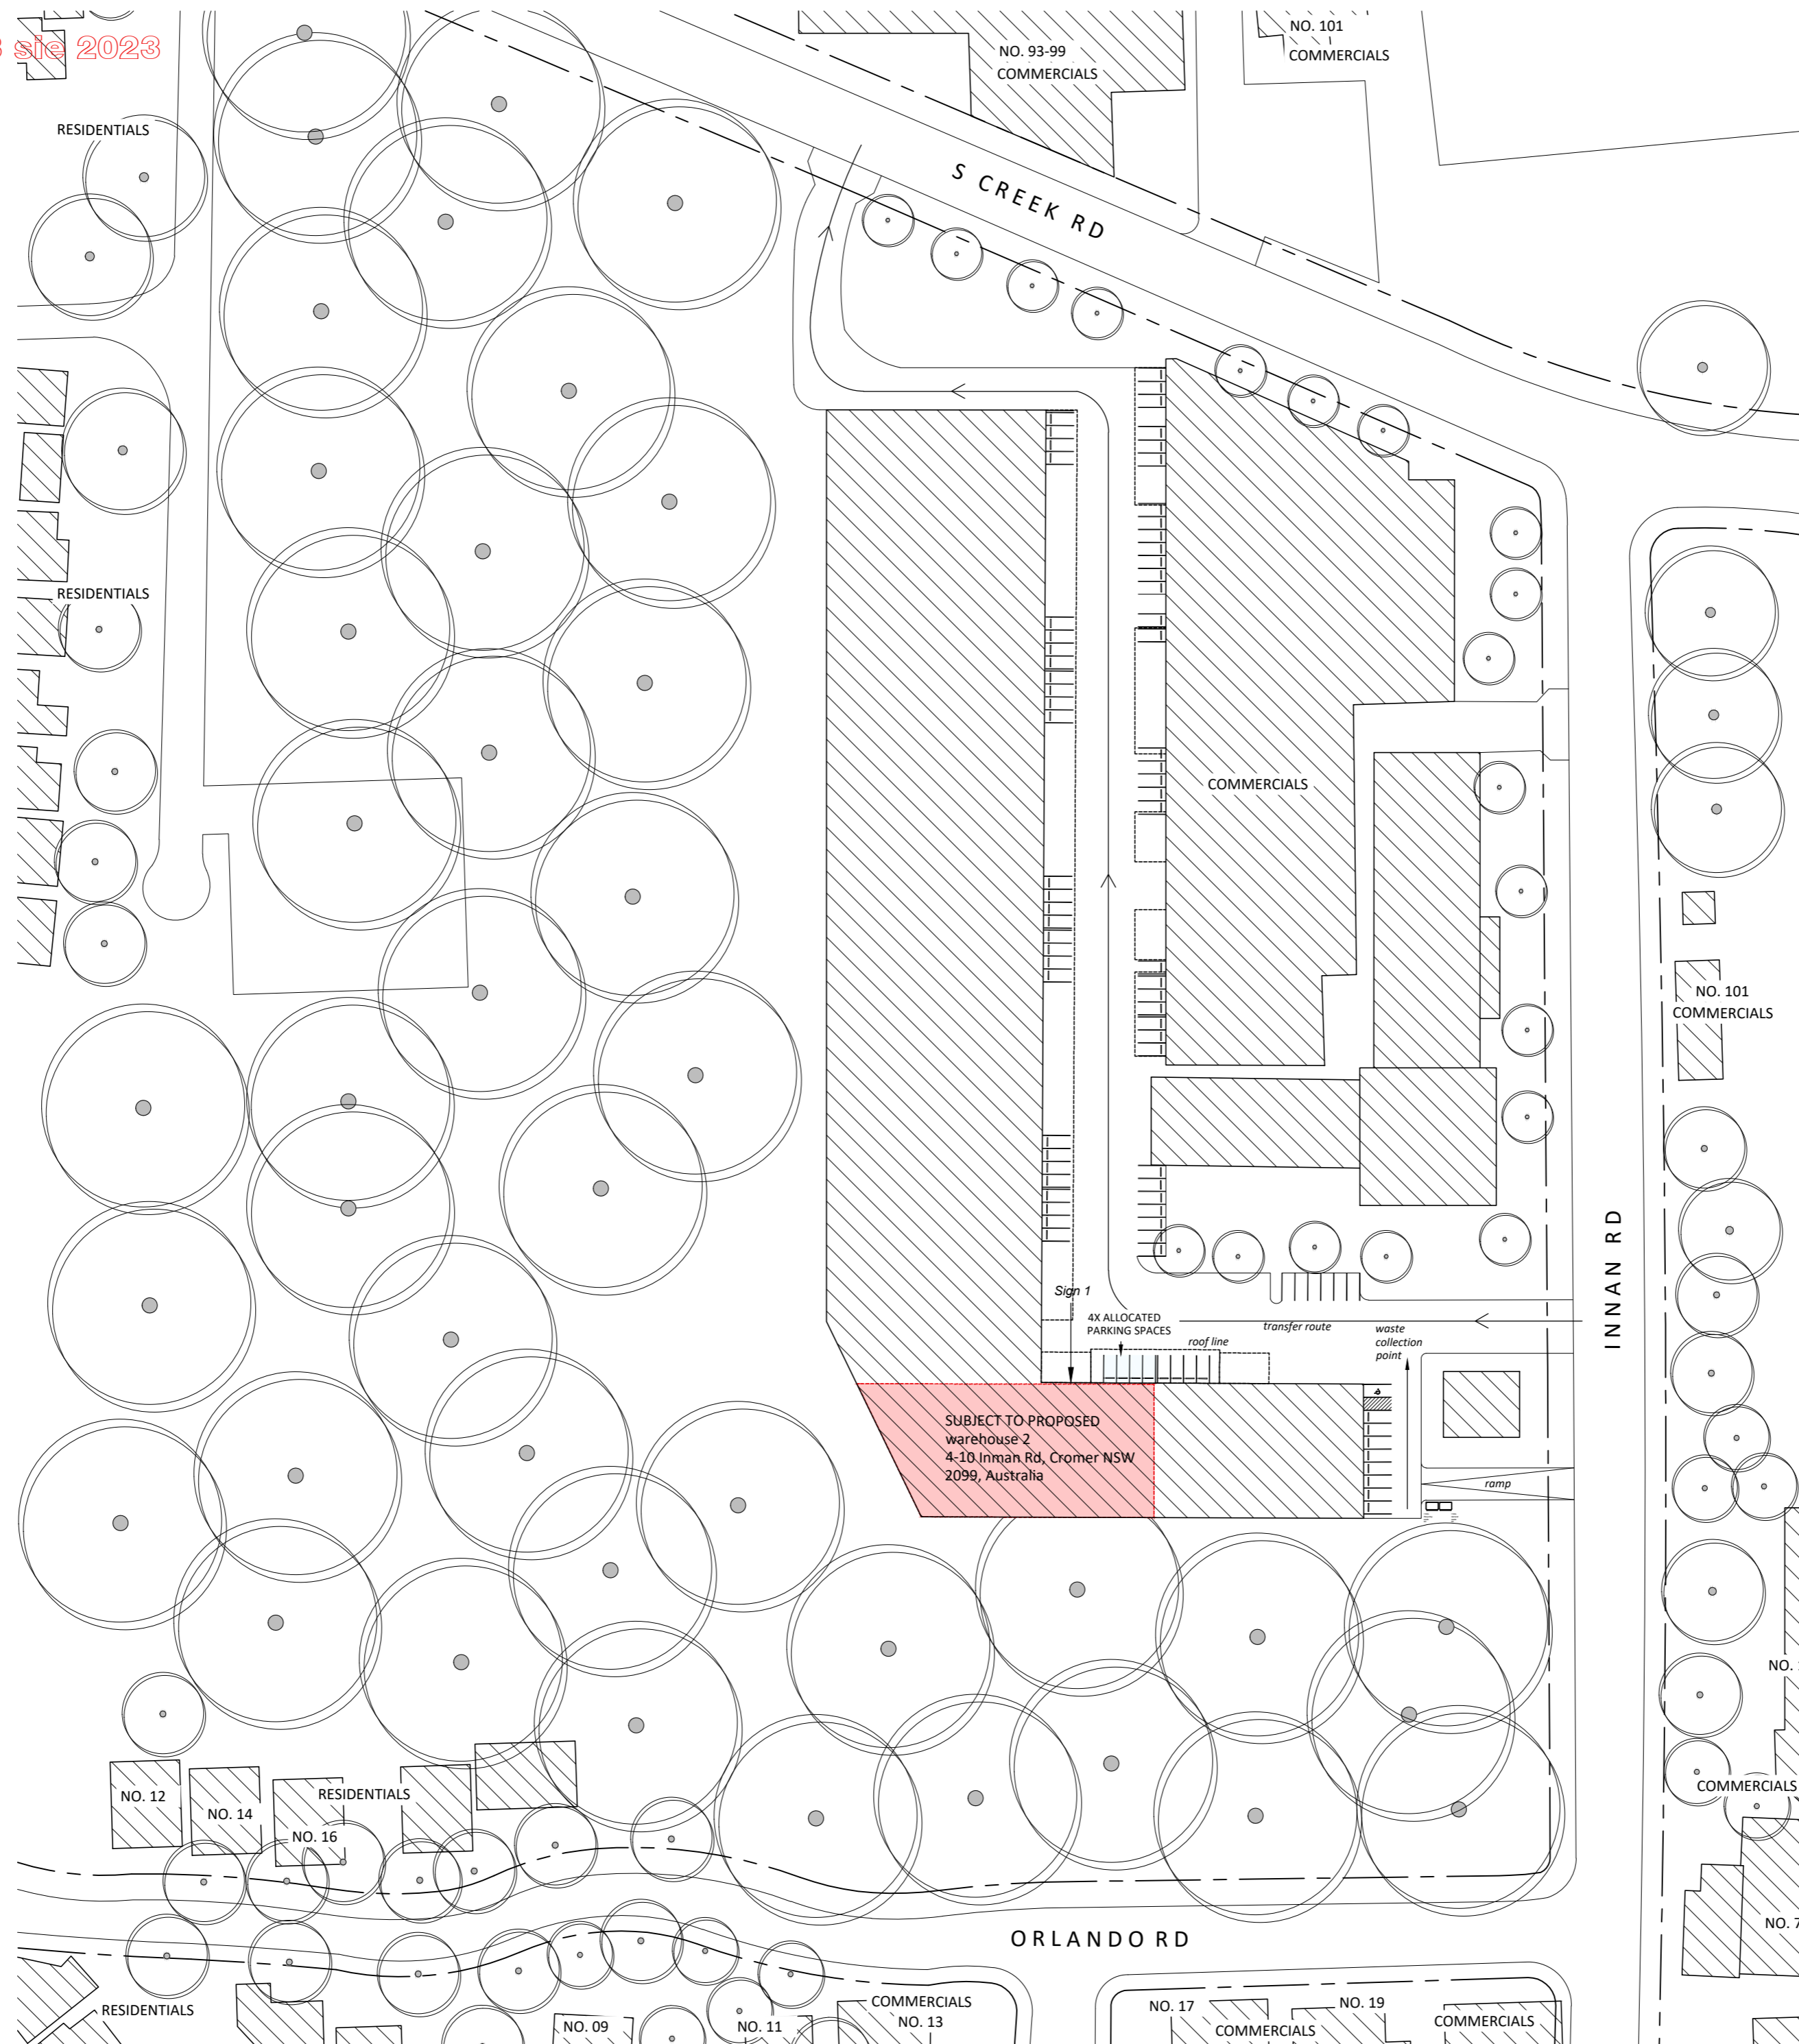 sie 2023
NO. 93-99
COMMERCIALS
NO. 101
COMMERCIALS
RESIDENTIALS
S CREEK RD
RESIDENTIALS
COMMERCIALS
NO. 101
COMMERCIALS
INNAN RD
Sign 1
4X ALLOCATED
PARKING SPACES
roof line
transfer route
waste
collection
point
SUBJECT TO PROPOSED
warehouse 2
4-10 Inman Rd, Cromer NSW
2099, Australia
ramp
NO.
COMMERCIALS
NO. 12
NO. 14
NO. 16
RESIDENTIALS
NO. 7
ORLANDO RD
RESIDENTIALS
NO. 09
NO. 11
COMMERCIALS
NO. 13
NO. 17
COMMERCIALS
NO. 19
COMMERCIALS